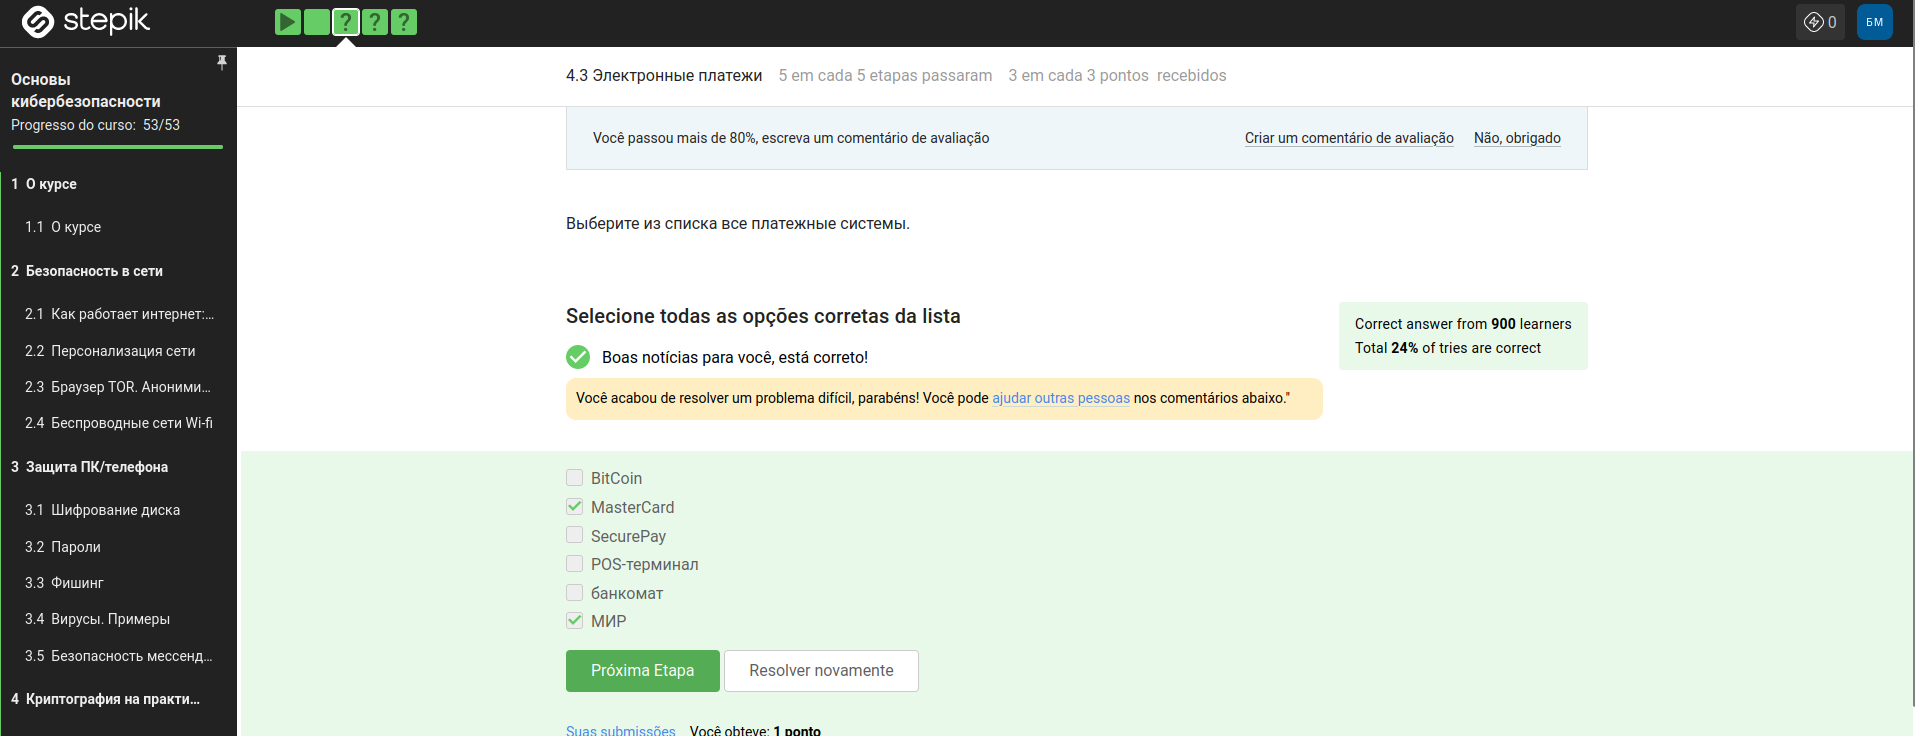 stepik
? ? ?
0
БМ
Основы
кибербезопасности
Progresso do curso: 53/53
1 О курсе
1.1 О курсе
2 Безопасность в сети
2.1 Как работает интернет:...
2.2 Персонализация сети
2.3 Браузер TOR. Аноними...
2.4 Беспроводные сети Wi-fi
3 Защита ПК/телефона
3.1 Шифрование диска
3.2 Пароли
3.3 Фишинг
3.4 Вирусы. Примеры
3.5 Безопасность мессенд...
4 Криптография на практи...
4.3 Электронные платежи 5 em cada 5 etapas passaram 3 em cada 3 pontos recebidos
Você passou mais de 80%, escreva um comentário de avaliação Criar um comentário de avaliação Não, obrigado
Выберите из списка все платежные системы.
Selecione todas as opções corretas da lista
Boas notícias para você, está correto!
Você acabou de resolver um problema difícil, parabéns! Você pode ajudar outras pessoas nos comentários abaixo."
Correct answer from 900 learners
Total 24% of tries are correct
BitCoin
MasterCard
SecurePay
POS-терминал
банкомат
МИР
Próxima Etapa Resolver novamente
Suas submissões Você obteve: 1 ponto